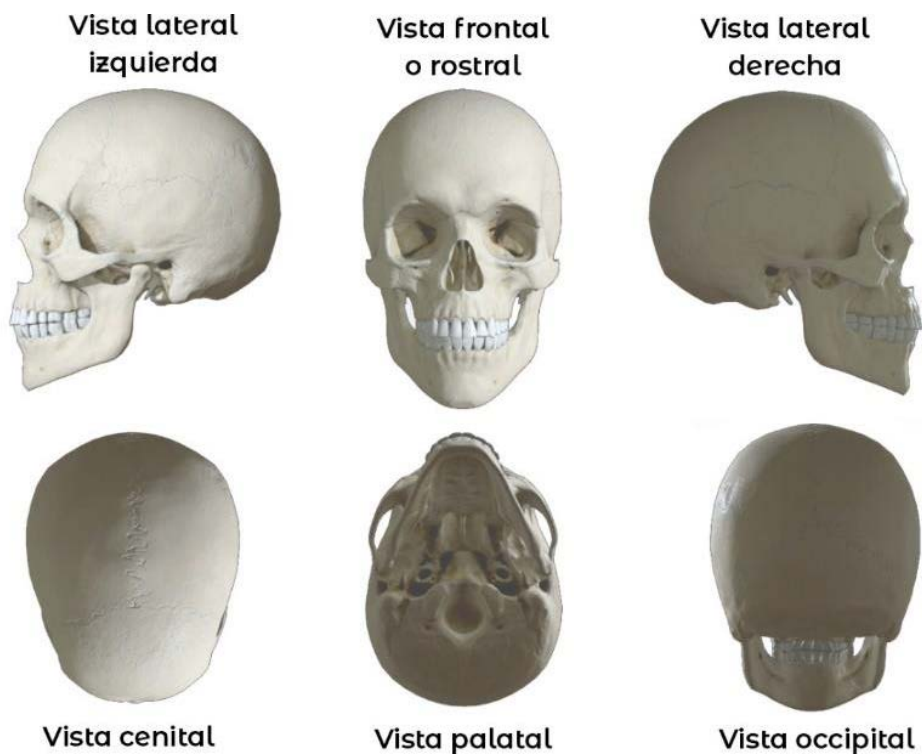 Vista lateral
izquierda
Vista frontal
o rostral
Vista lateral
derecha
Vista cenital
Vista palatal
Vista occipital